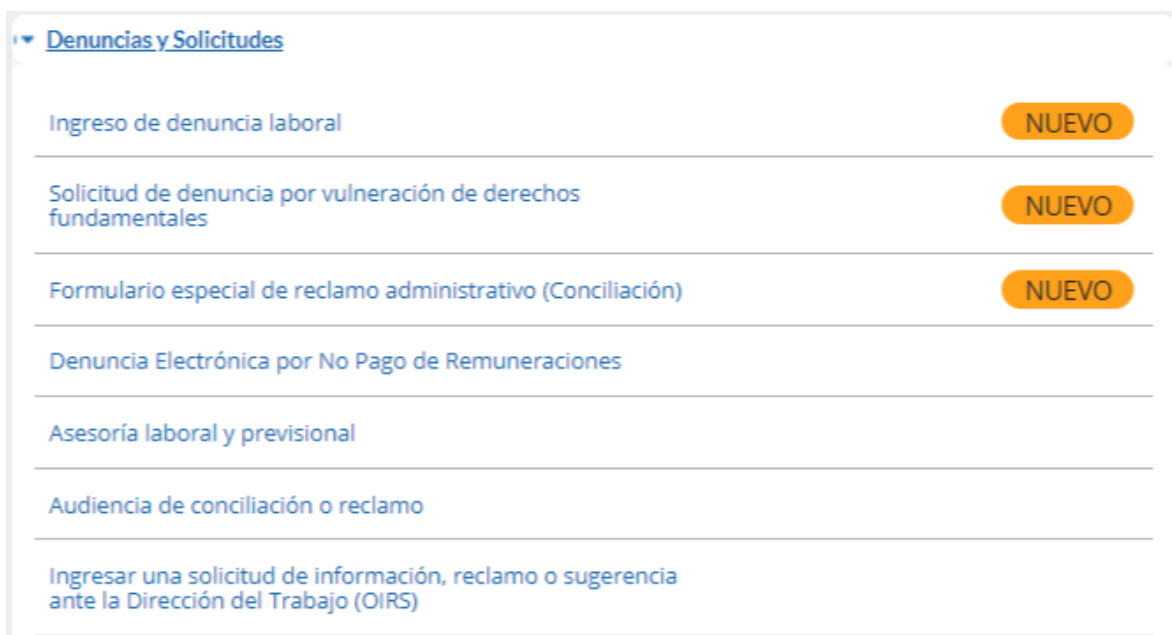 Denuncias y Solicitudes
Ingreso de denuncia laboral
NUEVO
Solicitud de denuncia por vulneración de derechos
fundamentales
NUEVO
Formulario especial de reclamo administrativo (Conciliación)
NUEVO
Denuncia Electrónica por No Pago de Remuneraciones
Asesoría laboral y previsional
Audiencia de conciliación o reclamo
Ingresar una solicitud de información, reclamo o sugerencia
ante la Dirección del Trabajo (OIRS)